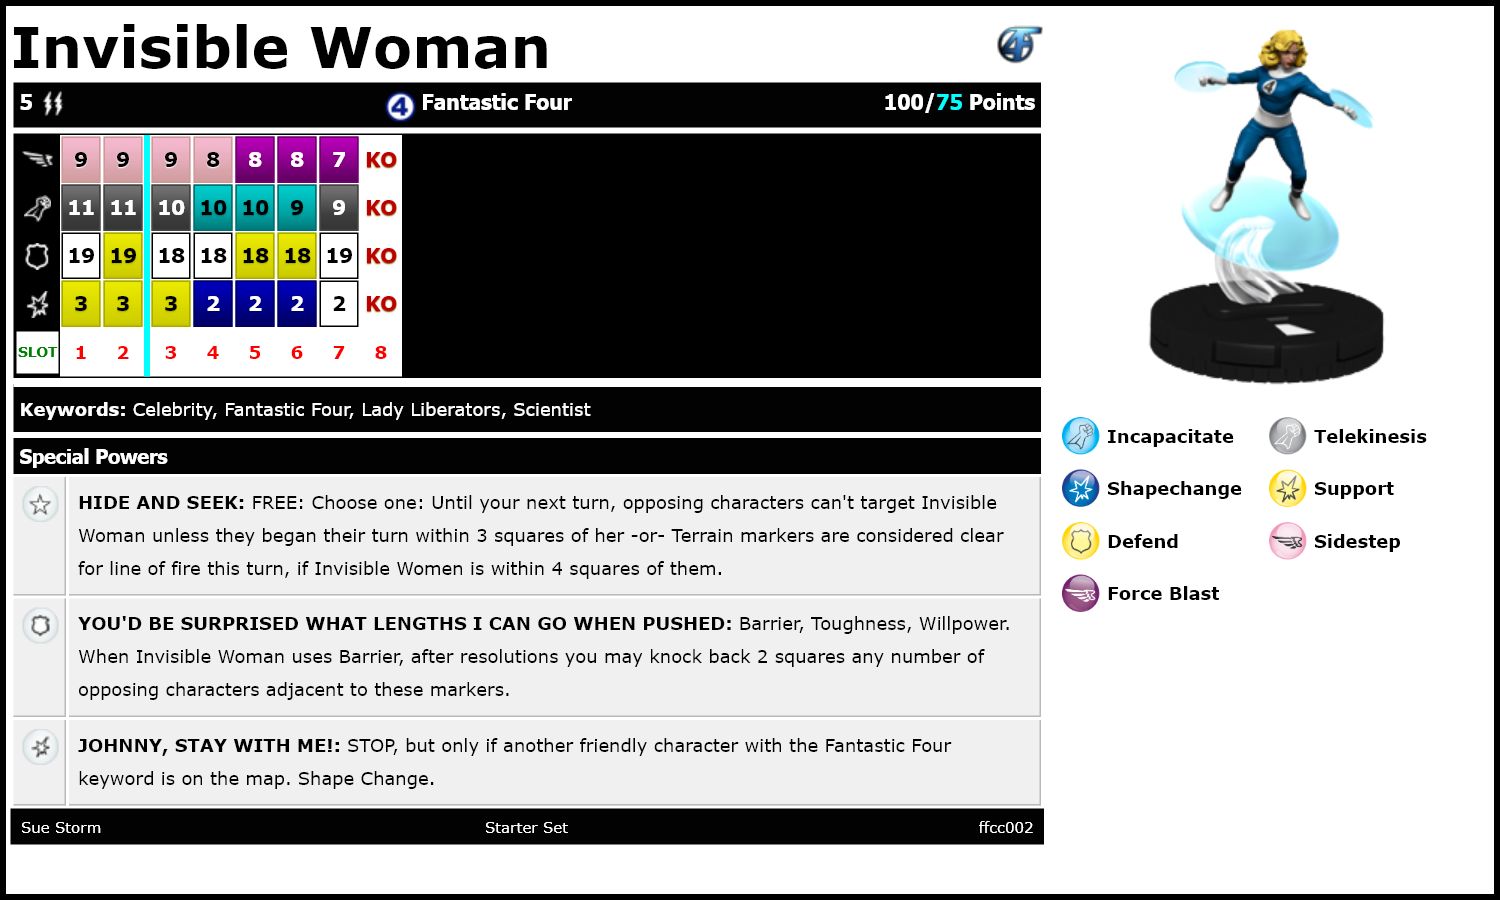 Invisible Woman
5 Fantastic Four 100/75 Points
9 9 9 8 8 8 7 KO
11 11 10 10 10 9 9 KO
19 19 18 18 18 18 19 KO
3 3 3 2 2 2 2 KO
SLOT 1 2 3 4 5 6 7 8
Keywords: Celebrity, Fantastic Four, Lady Liberators, Scientist
Special Powers
HIDE AND SEEK: FREE: Choose one: Until your next turn, opposing characters can't target Invisible
Woman unless they began their turn within 3 squares of her -or- Terrain markers are considered clear
for line of fire this turn, if Invisible Women is within 4 squares of them.
YOU'D BE SURPRISED WHAT LENGTHS I CAN GO WHEN PUSHED: Barrier, Toughness, Willpower.
When Invisible Woman uses Barrier, after resolutions you may knock back 2 squares any number of
opposing characters adjacent to these markers.
JOHNNY, STAY WITH ME!: STOP, but only if another friendly character with the Fantastic Four
keyword is on the map. Shape Change.
Sue Storm Starter Set ffcc002
Incapacitate Telekinesis
Shapechange Support
Defend Sidestep
Force Blast